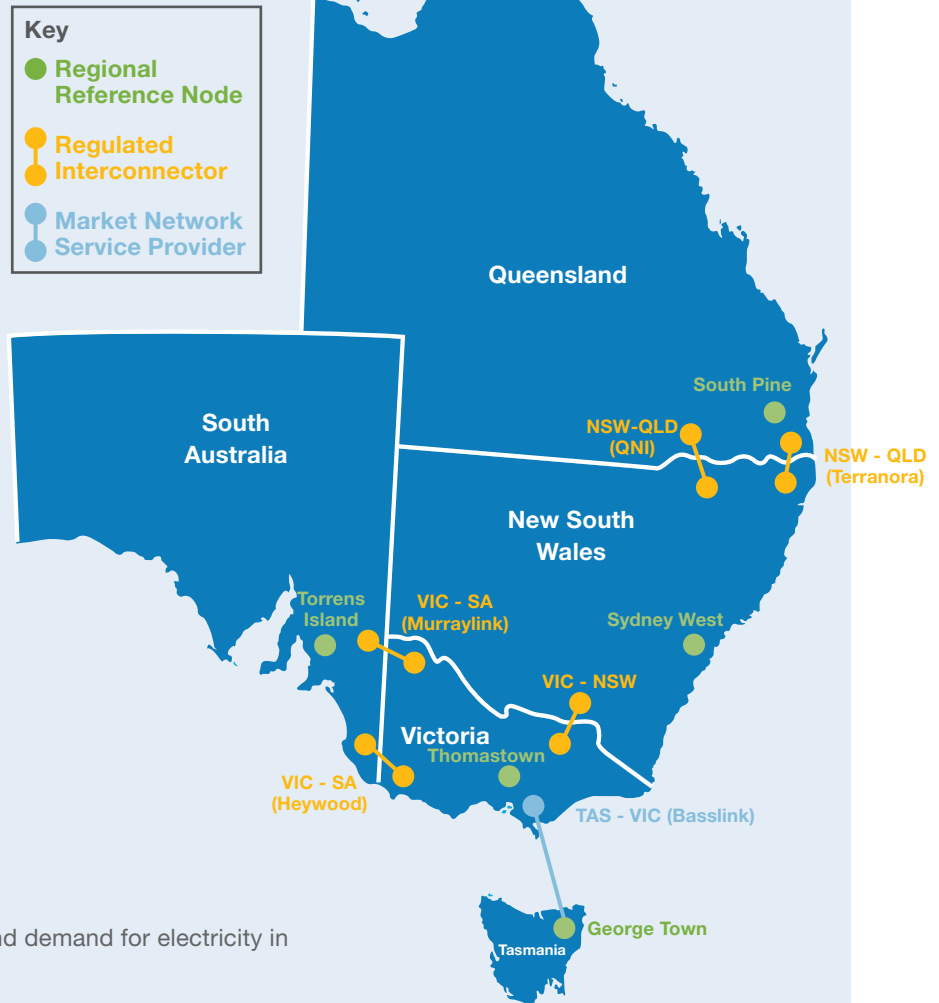 Key
Regional
Reference Node
Regulated
Interconnector
Market Network
Service Provider
Queensland
South Pine
South
Australia
NSW-QLD
(QNI)
NSW - QLD
(Terranora)
New South
Wales
Torrens
Island
VIC - SA
(Murraylink)
Sydney West
VIC - NSW
Victoria
Thomastown
VIC - SA
(Heywood)
TAS - VIC (Basslink)
George Town
nd demand for electricity in
Tasmania